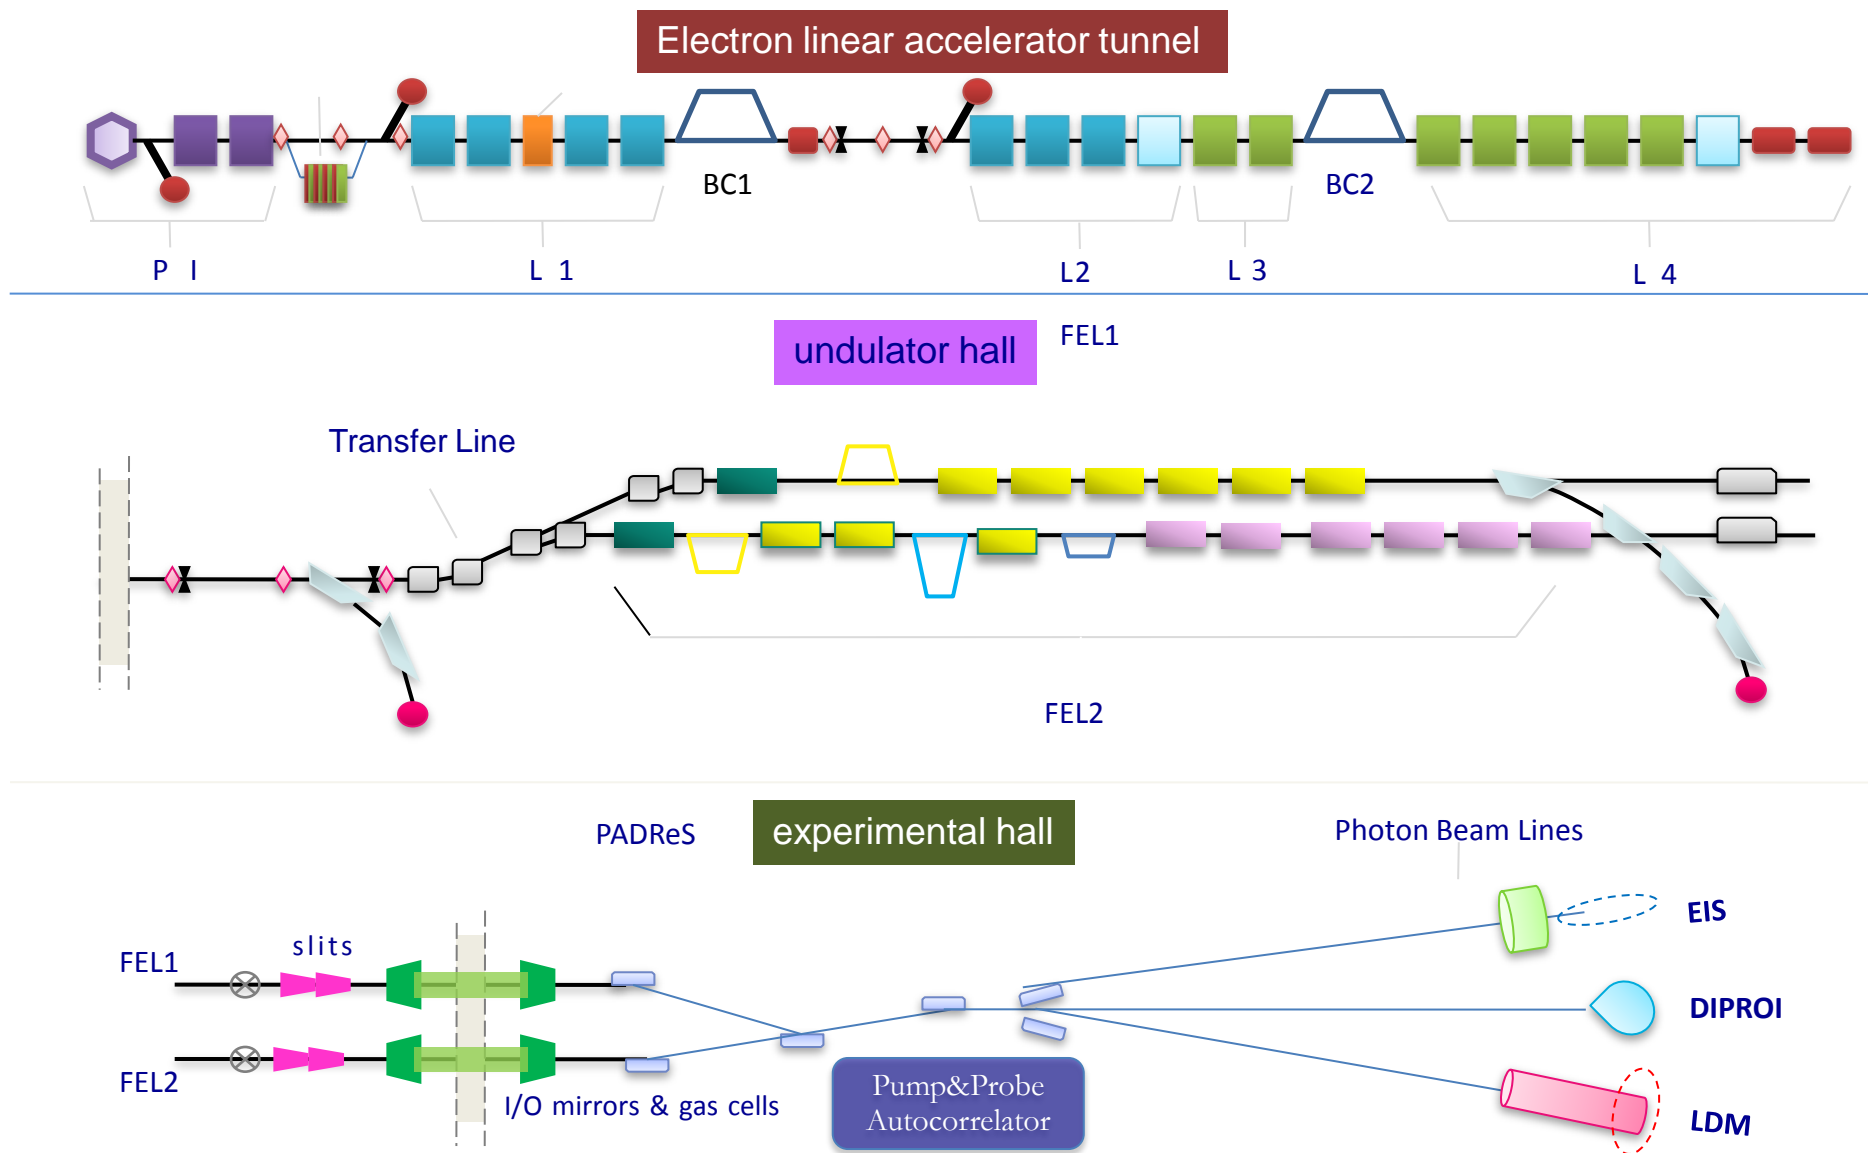 Electron linear accelerator tunnel
BC1
BC2
P I
L 1
L2
L 3
L 4
FEL1
undulator hall
Transfer Line
FEL2
PADReS
experimental hall
Photon Beam Lines
EIS
slits
FEL1
DIPROI
FEL2
I/O mirrors & gas cells
Pump&Probe
Autocorrelator
LDM